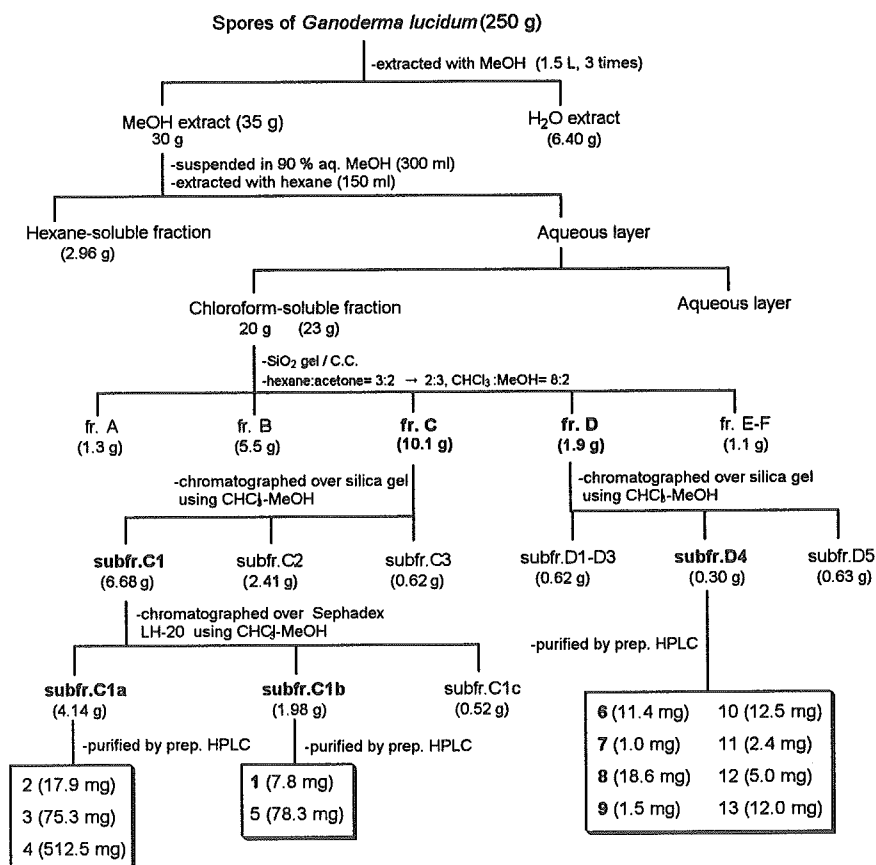 Spores of Ganoderma lucidum (250 g)
-extracted with MeOH (1.5 L, 3 times)
MeOH extract (35 g)
30 g
H2O extract
(6.40 g)
-suspended in 90 % aq. MeOH (300 ml)
-extracted with hexane (150 ml)
Hexane-soluble fraction
(2.96 g)
Aqueous layer
Chloroform-soluble fraction
20 g (23 g)
Aqueous layer
-SiO2 gel / C.C.
-hexane:acetone= 3:2 → 2:3, CHCl3 :MeOH= 8:2
fr. A
(1.3 g)
fr. B
(5.5 g)
fr. C
(10.1 g)
fr. D
(1.9 g)
fr. E-F
(1.1 g)
-chromatographed over silica gel
using CHCl3-MeOH
-chromatographed over silica gel
using CHCl3-MeOH
subfr.C1
(6.68 g)
subfr.C2
(2.41 g)
subfr.C3
(0.62 g)
subfr.D1-D3
(0.62 g)
subfr.D4
(0.30 g)
subfr.D5
(0.63 g)
-chromatographed over Sephadex
LH-20 using CHCl3-MeOH
-purified by prep. HPLC
subfr.C1a
(4.14 g)
subfr.C1b
(1.98 g)
subfr.C1c
(0.52 g)
-purified by prep. HPLC
-purified by prep. HPLC
2 (17.9 mg)
3 (75.3 mg)
4 (512.5 mg)
1 (7.8 mg)
5 (78.3 mg)
6 (11.4 mg) 10 (12.5 mg)
7 (1.0 mg) 11 (2.4 mg)
8 (18.6 mg) 12 (5.0 mg)
9 (1.5 mg) 13 (12.0 mg)